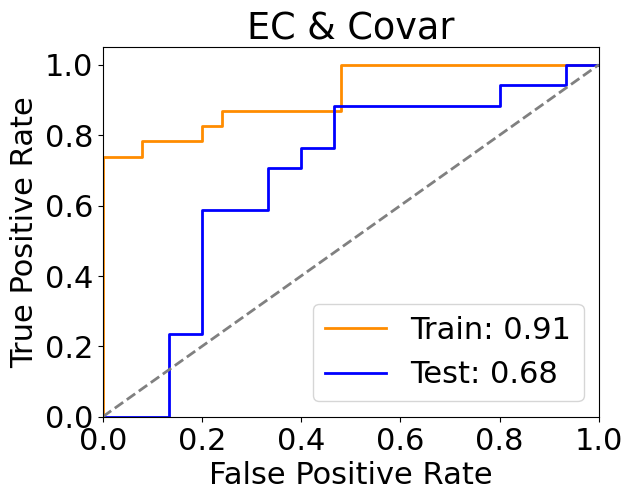 EC & Covar
True Positive Rate
1.0
0.8
0.6
0.4
0.2
0.0
Train: 0.91
Test: 0.68
0.0 0.2 0.4 0.6 0.8 1.0
False Positive Rate